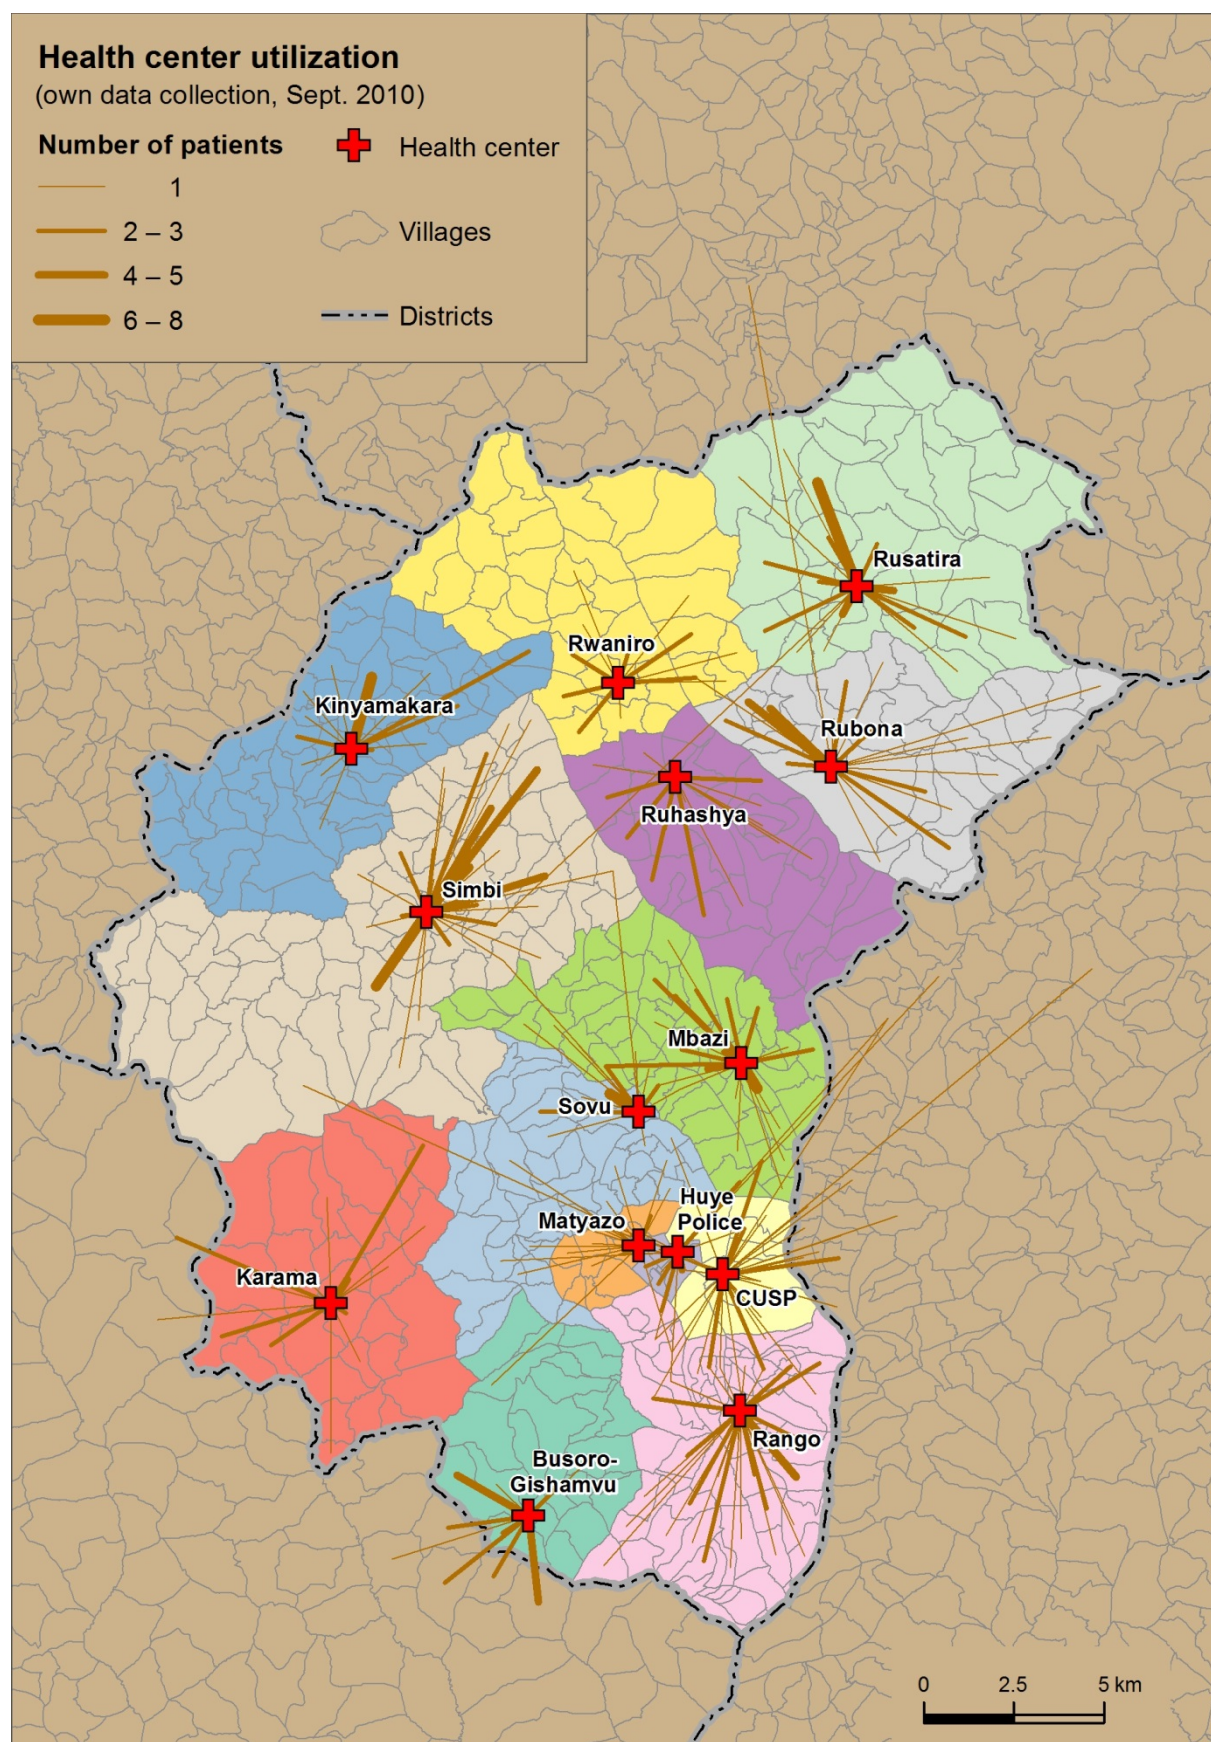 Health center utilization
(own data collection, Sept. 2010)
Number of patients
Health center
1
2 – 3
Villages
4 – 5
6 – 8
Districts
Rusatira
Rwaniro
Kinyamakara
Rubona
Ruhashya
Simbi
Mbazi
Sovu
Huye
Police
Matyazo
Karama
CUSP
Rango
Busoro-
Gishamvu
0 2.5 5 km